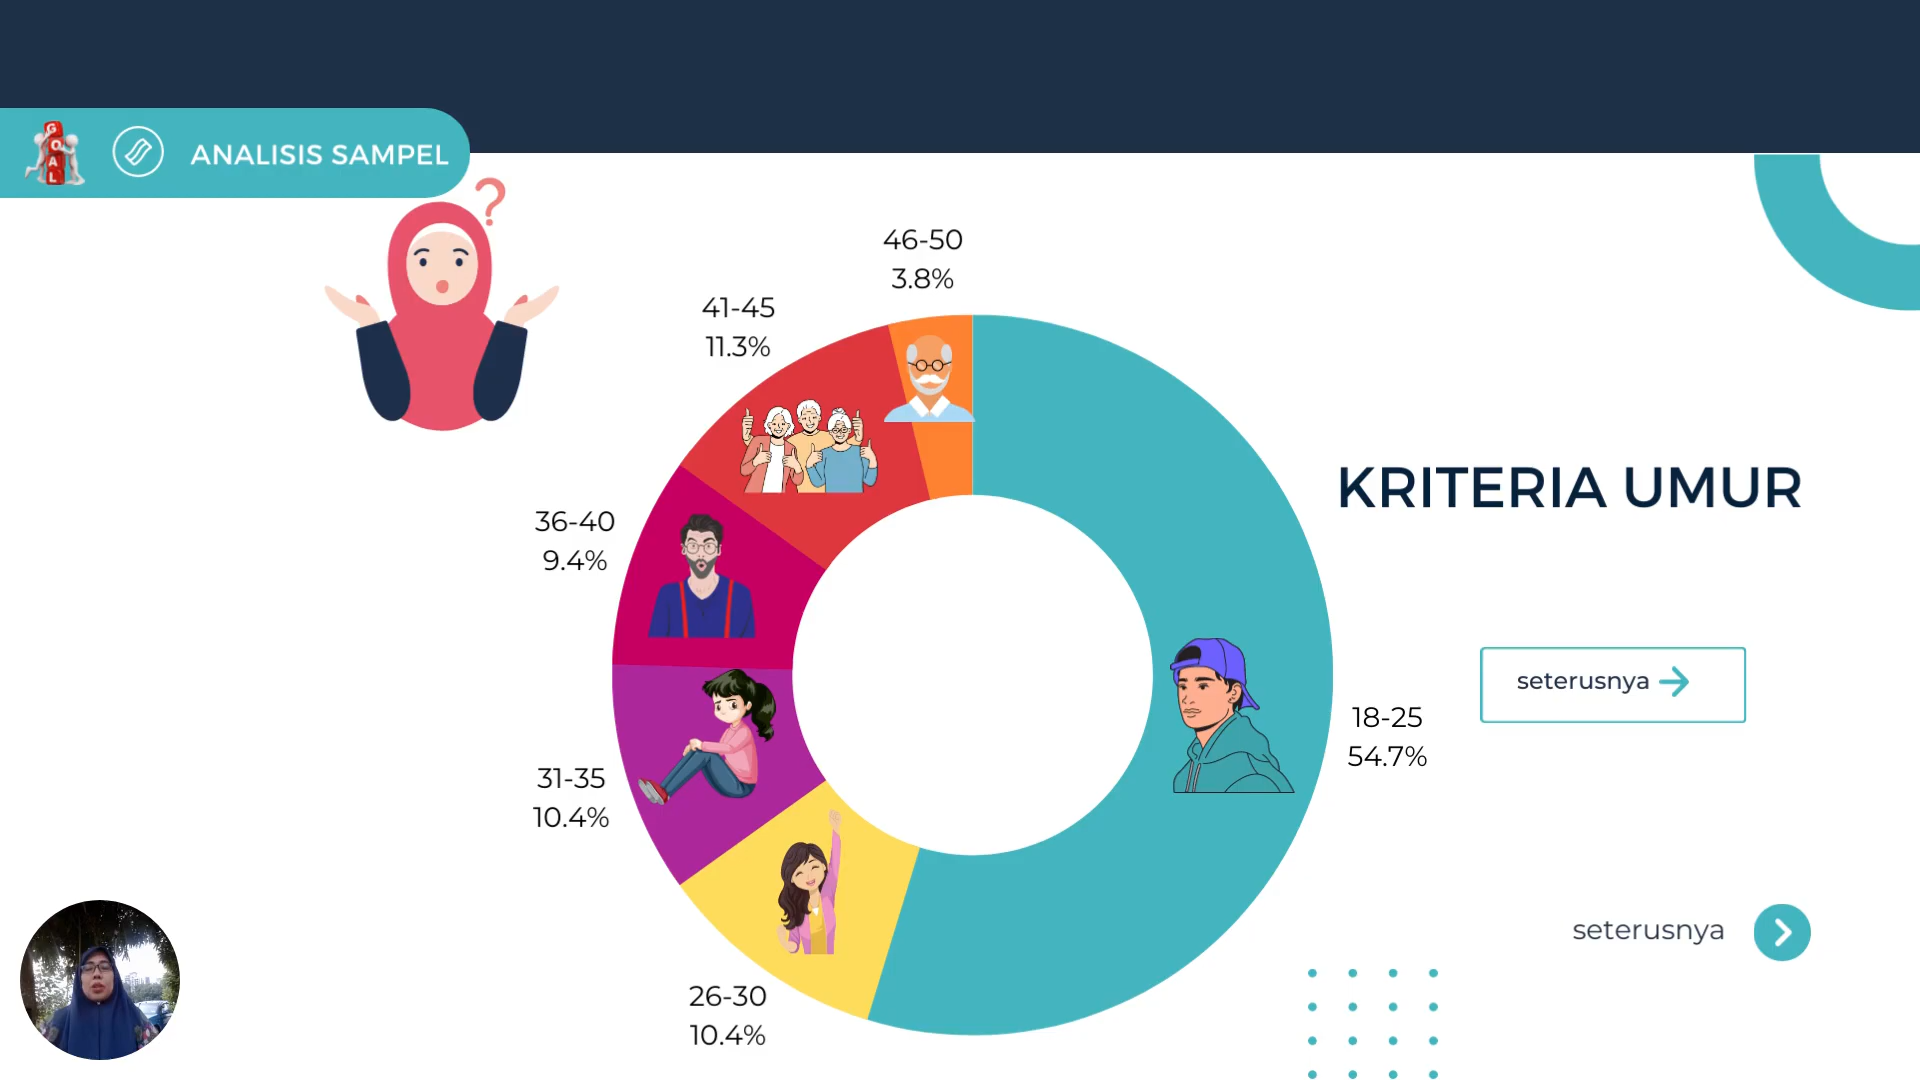 GOAL
ANALISIS SAMPEL
?
46-50
3.8%
41-45
11.3%
36-40
9.4%
KRITERIA UMUR
seterusnya
18-25
54.7%
31-35
10.4%
seterusnya
26-30
10.4%